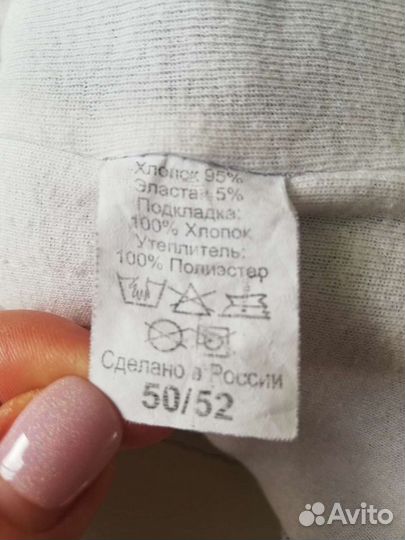 Хлопок 95%
Эластан 5%
Подкладка:
100% Хлопок
Утеплитель:
100% Полиэстер
Сделано в России
50/52
Avito